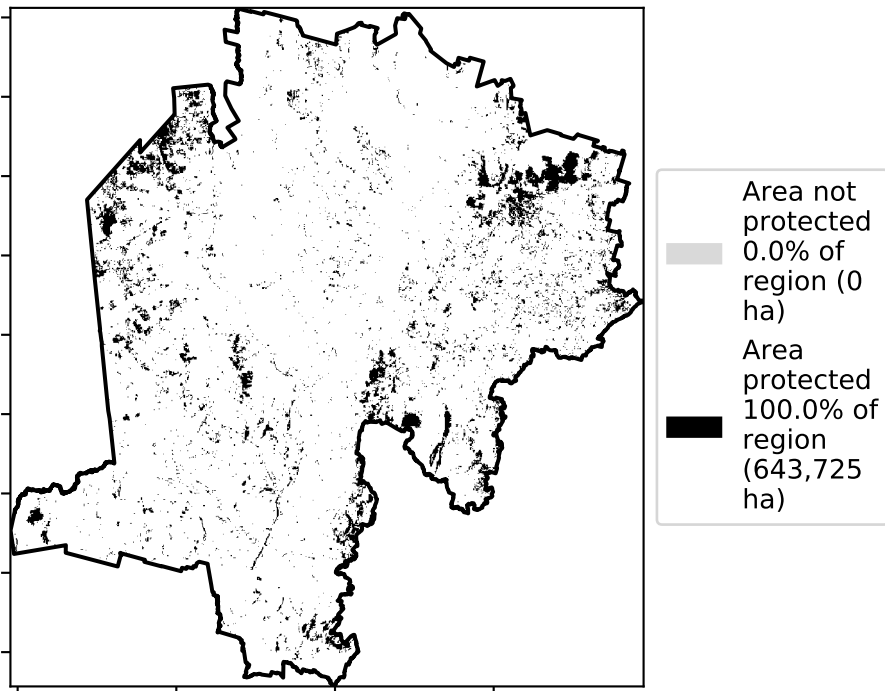 Area not
protected
0.0% of
region (0
ha)
Area
protected
100.0% of
region
(643,725
ha)